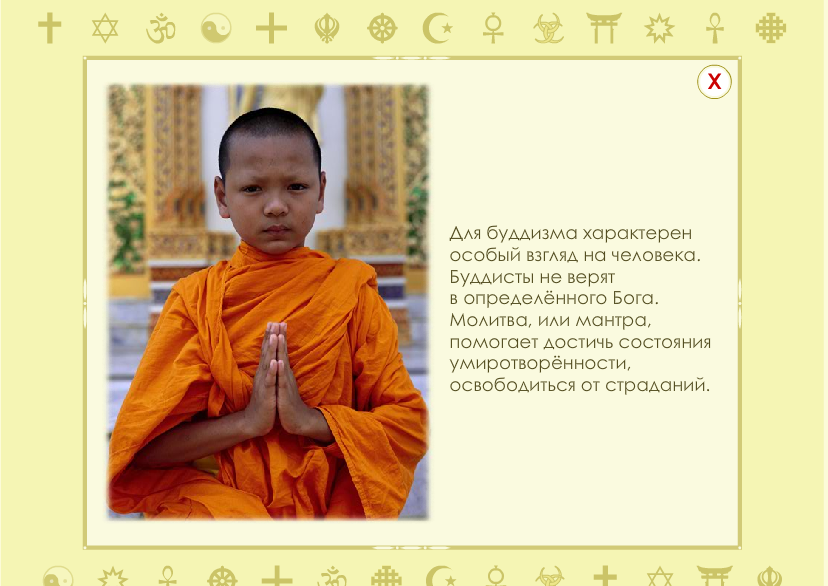 X
Для буддизма характерен
особый взгляд на человека.
Буддисты не верят
в определённого Бога.
Молитва, или мантра,
помогает достичь состояния
умиротворённости,
освободиться от страданий.